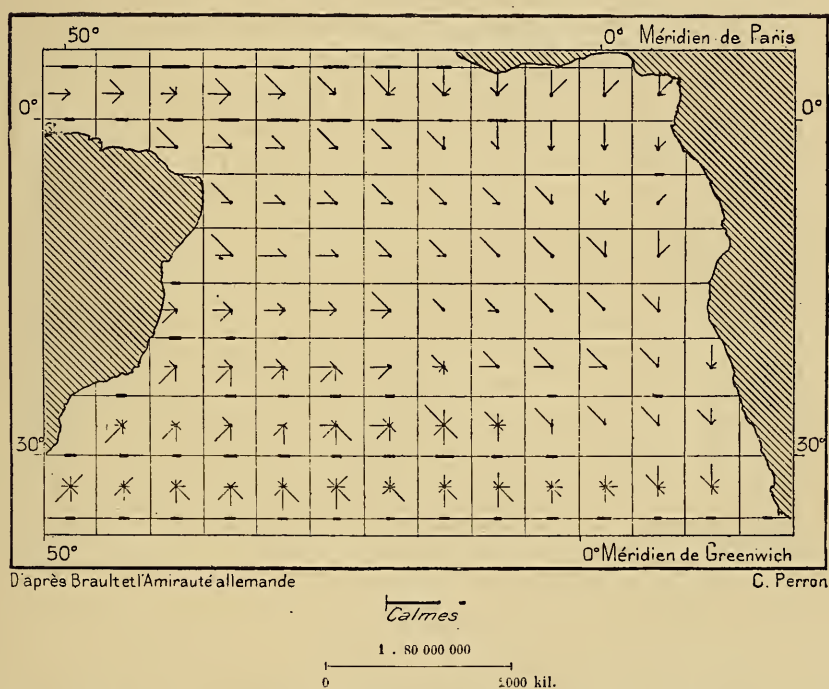 50° 0° Méridien de Paris
0° 0°
30° 30°
50° 0° Méridien de Greenwich
D'après Brault et l'Amirauté allemande C. Perron
Calmes
1 . 80 000 000
0 2000 kil.